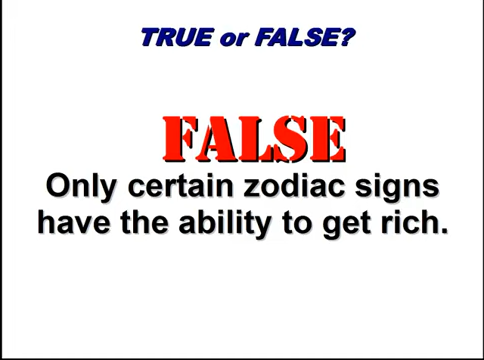 TRUE or FALSE?
FALSE
Only certain zodiac signs
have the ability to get rich.